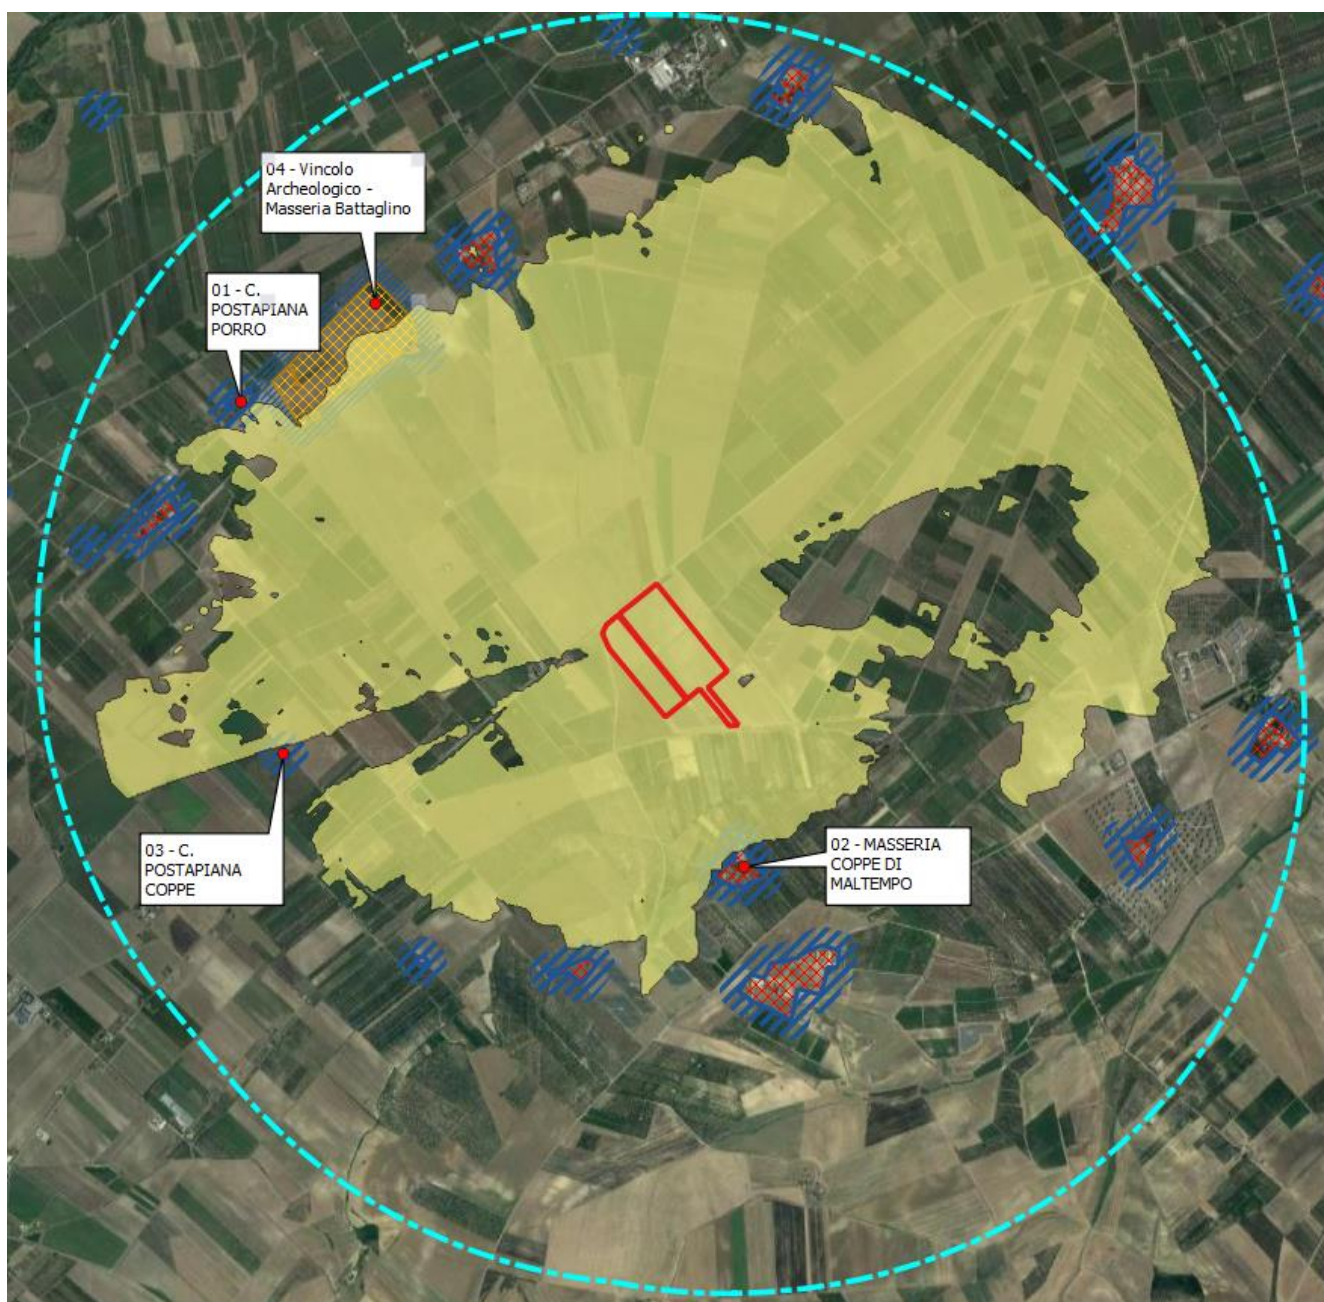 04 - Vincolo
Archeologico -
Masseria Battaglino
01 - C.
POSTAPIANA
PORRO
03 - C.
POSTAPIANA
COPPE
02 - MASSERIA
COPPE DI
MALTEMPO